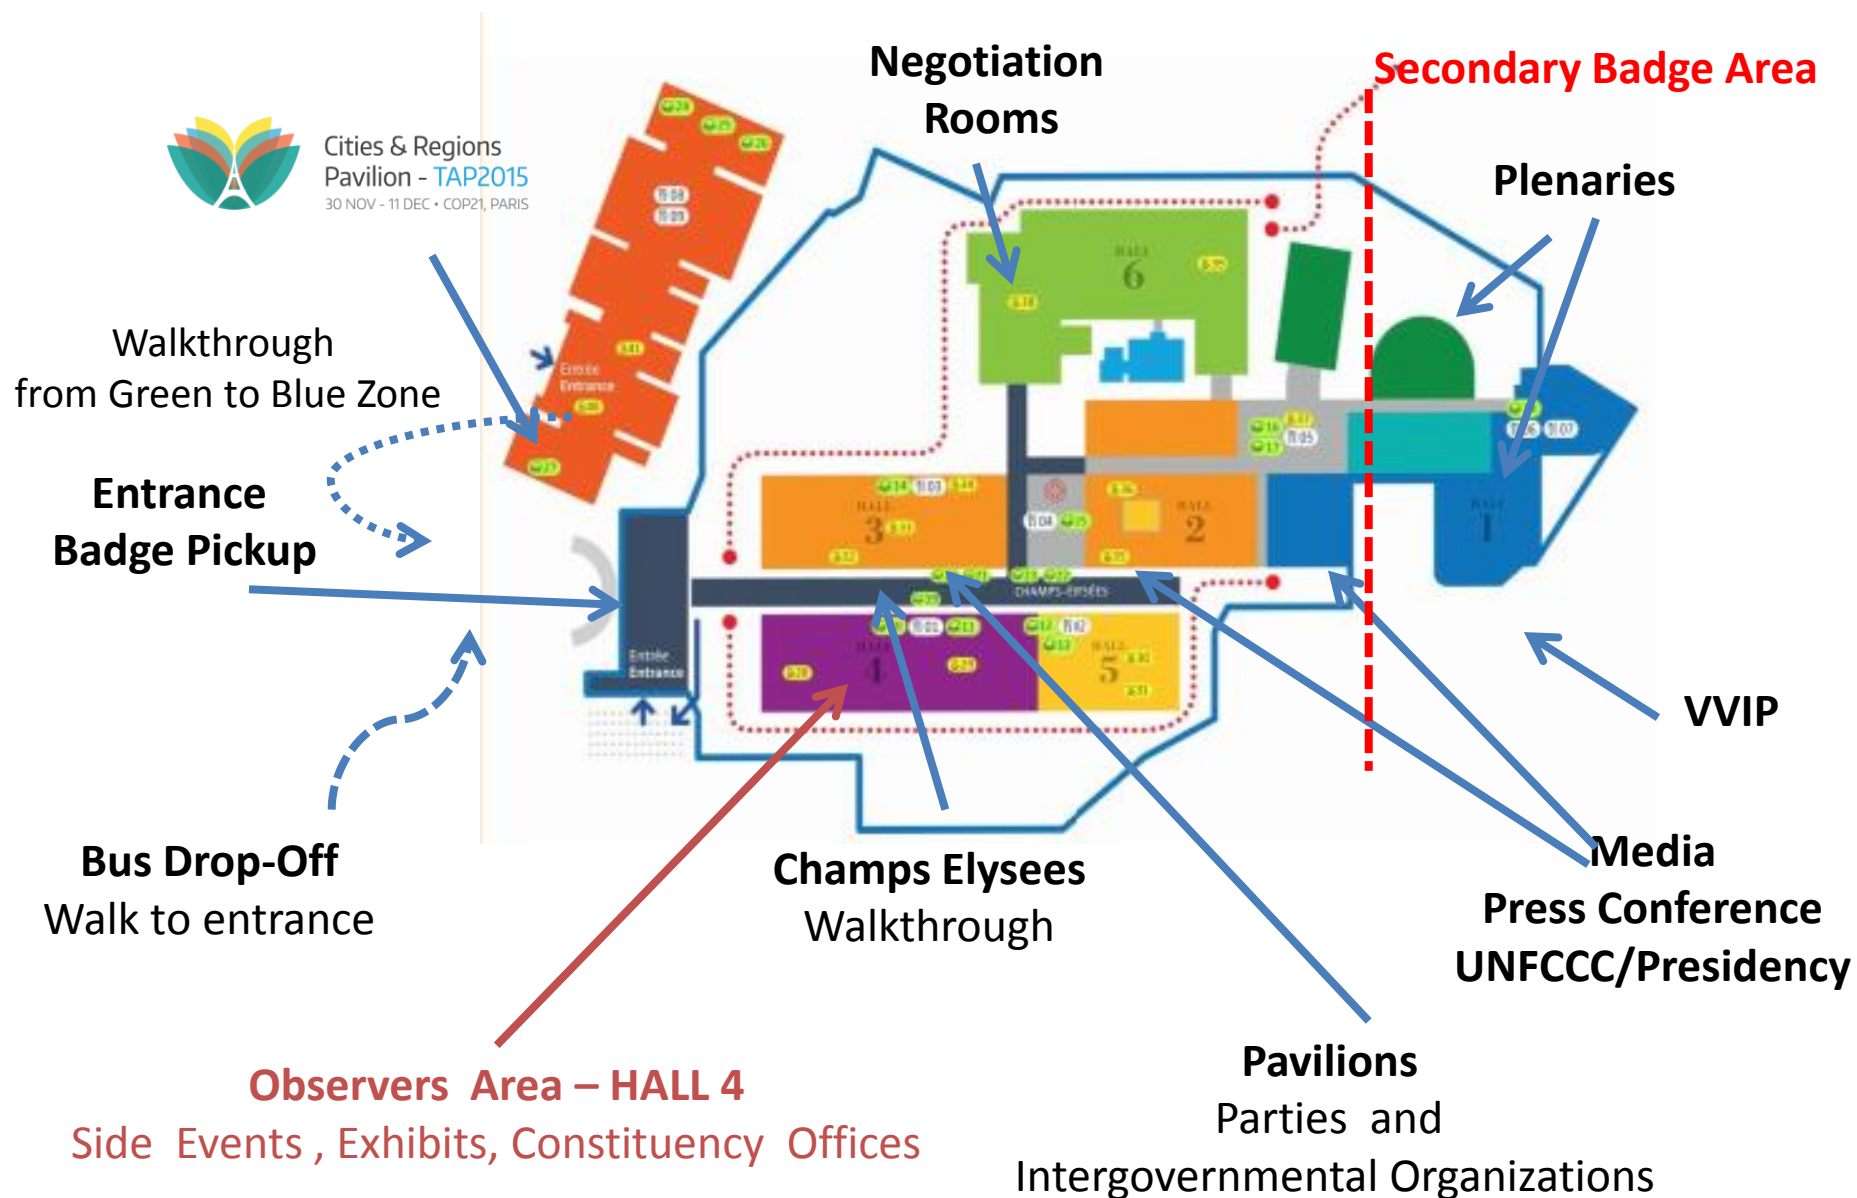 Negotiation
Rooms
Secondary Badge Area
Cities & Regions
Pavilion - TAP2015
30 NOV - 11 DEC • COP21, PARIS
Plenaries
Walkthrough
from Green to Blue Zone
Entrance
Badge Pickup
Entrée
Entrance
HALL
6
HALL
3
HALL
2
HALL
1
CHAMPS-ELYSÉES
HALL
4
HALL
5
Entrée
Entrance
VVIP
Bus Drop-Off
Walk to entrance
Champs Elysees
Walkthrough
Media
Press Conference
UNFCCC/Presidency
Observers Area – HALL 4
Side Events , Exhibits, Constituency Offices
Pavilions
Parties and
Intergovernmental Organizations